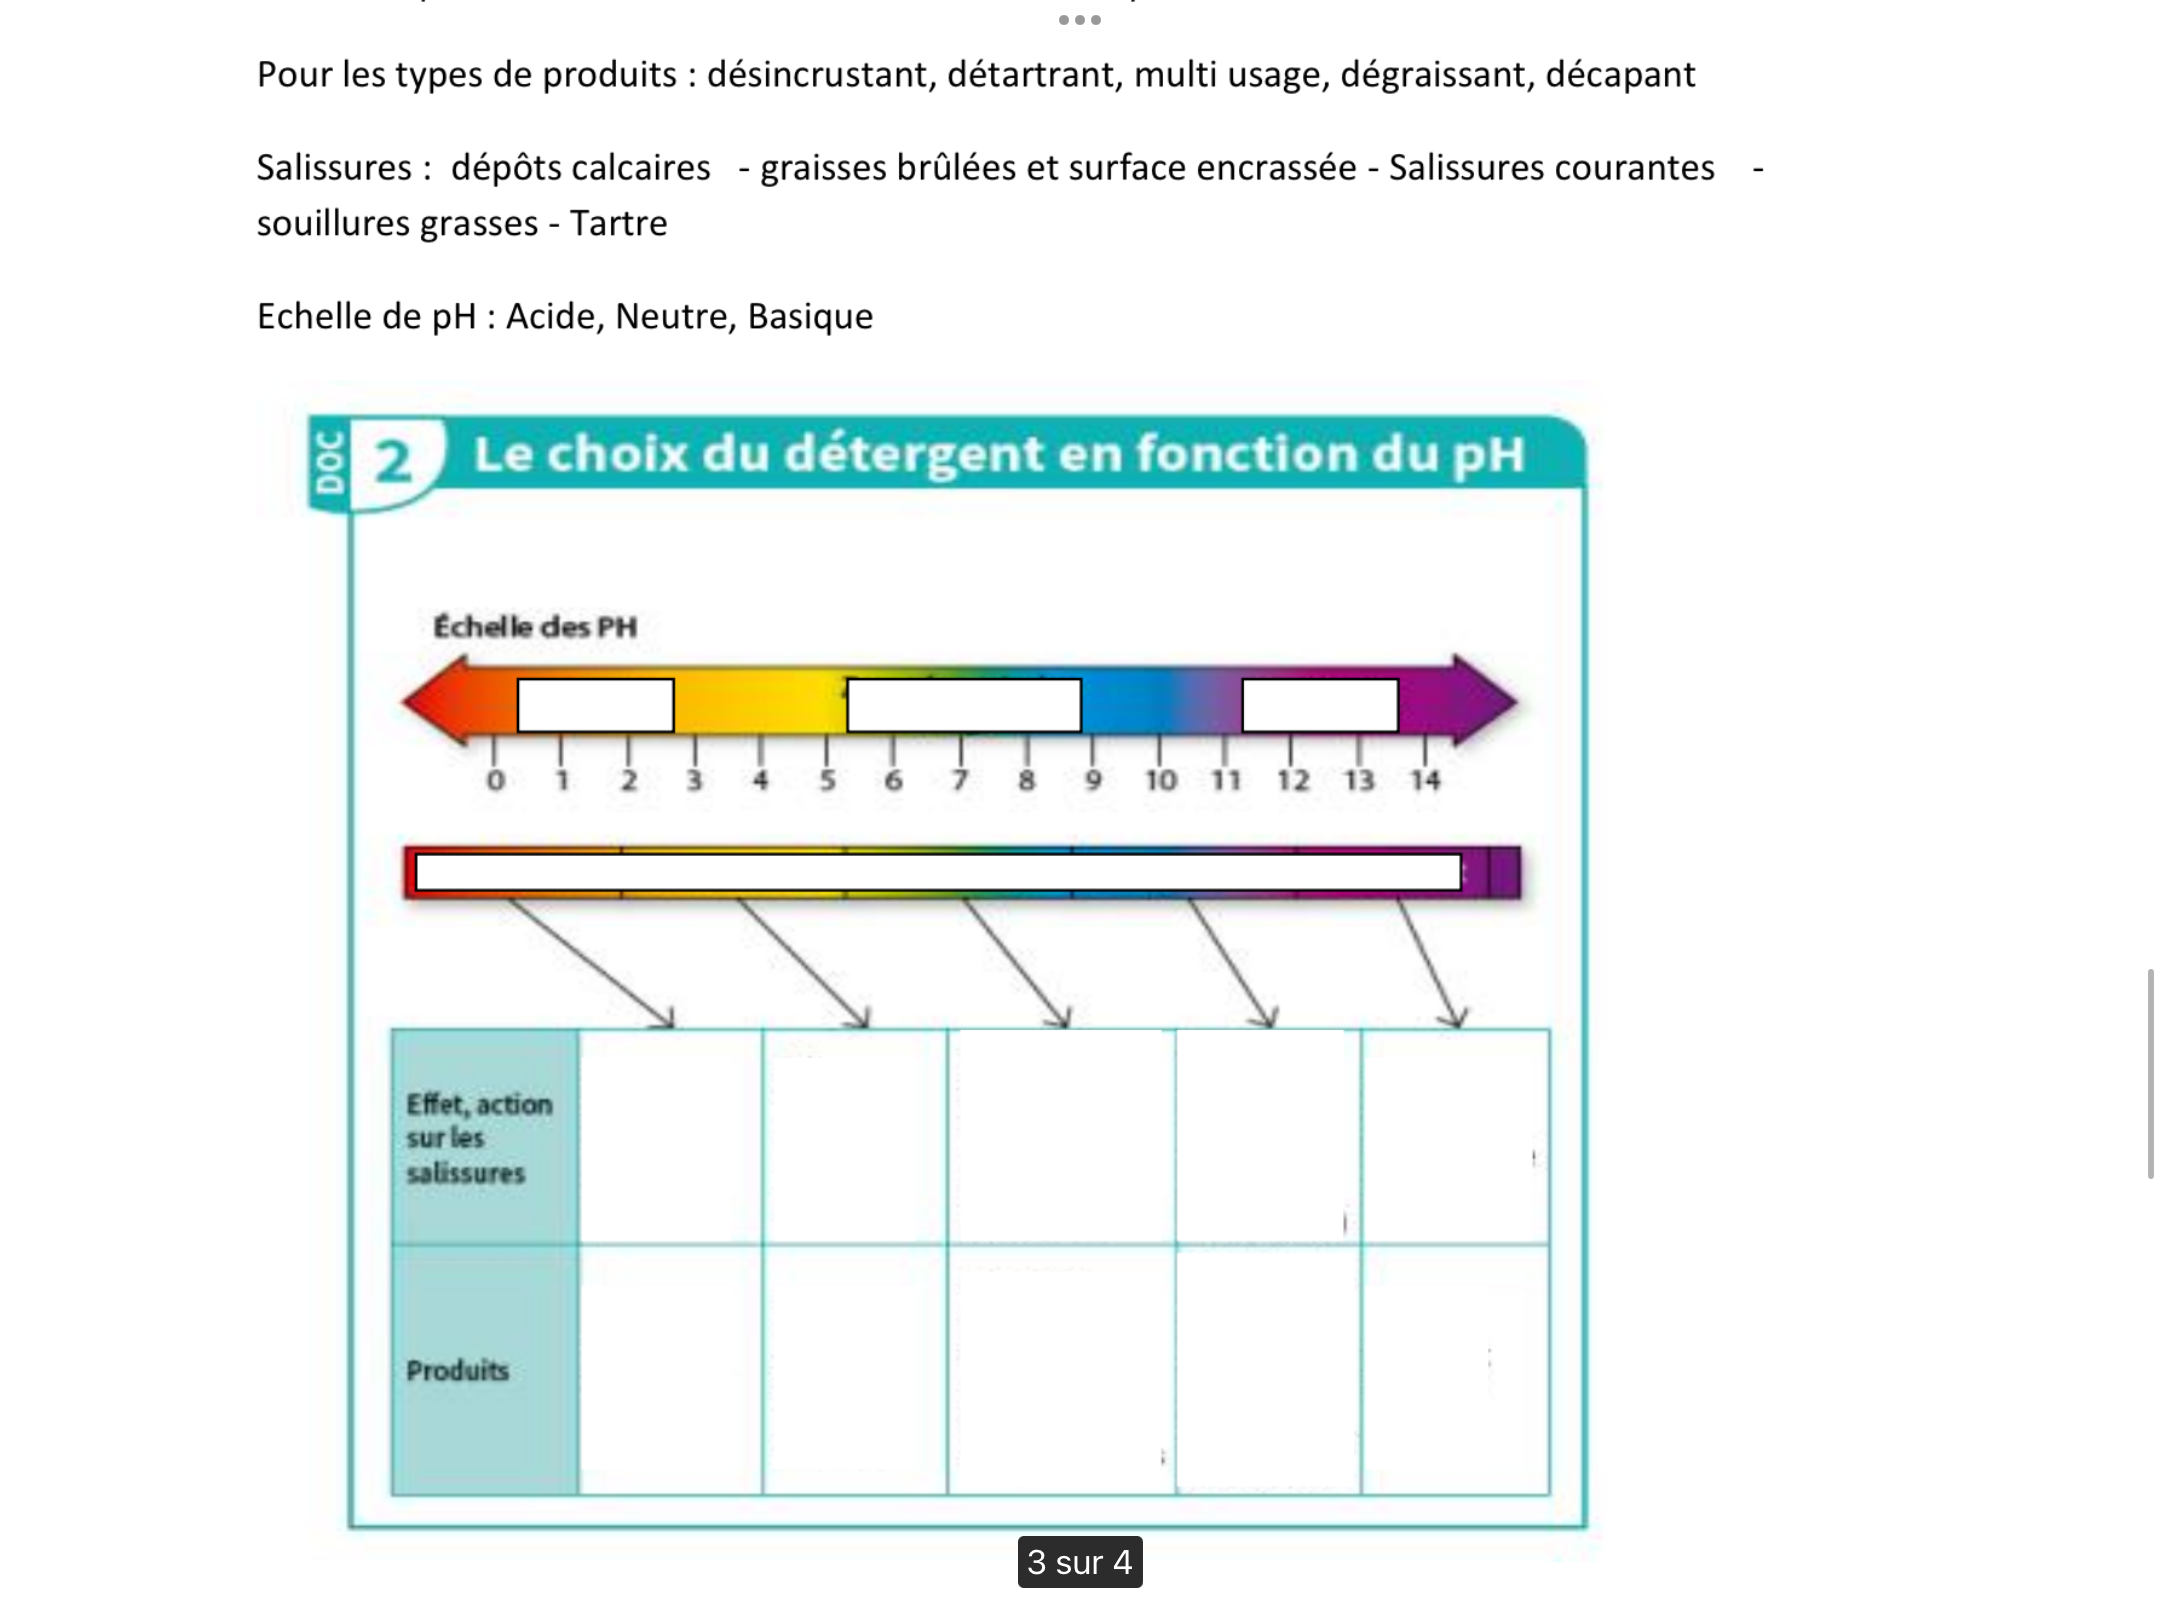 Pour les types de produits : désincrustant, détartrant, multi usage, dégraissant, décapant
Salissures : dépôts calcaires - graisses brûlées et surface encrassée - Salissures courantes -
souillures grasses - Tartre
Echelle de pH : Acide, Neutre, Basique
DOC 2 Le choix du détergent en fonction du pH
Échelle des PH
0 1 2 3 4 5 6 7 8 9 10 11 12 13 14
Effet, action
sur les
salissures
Produits
3 sur 4